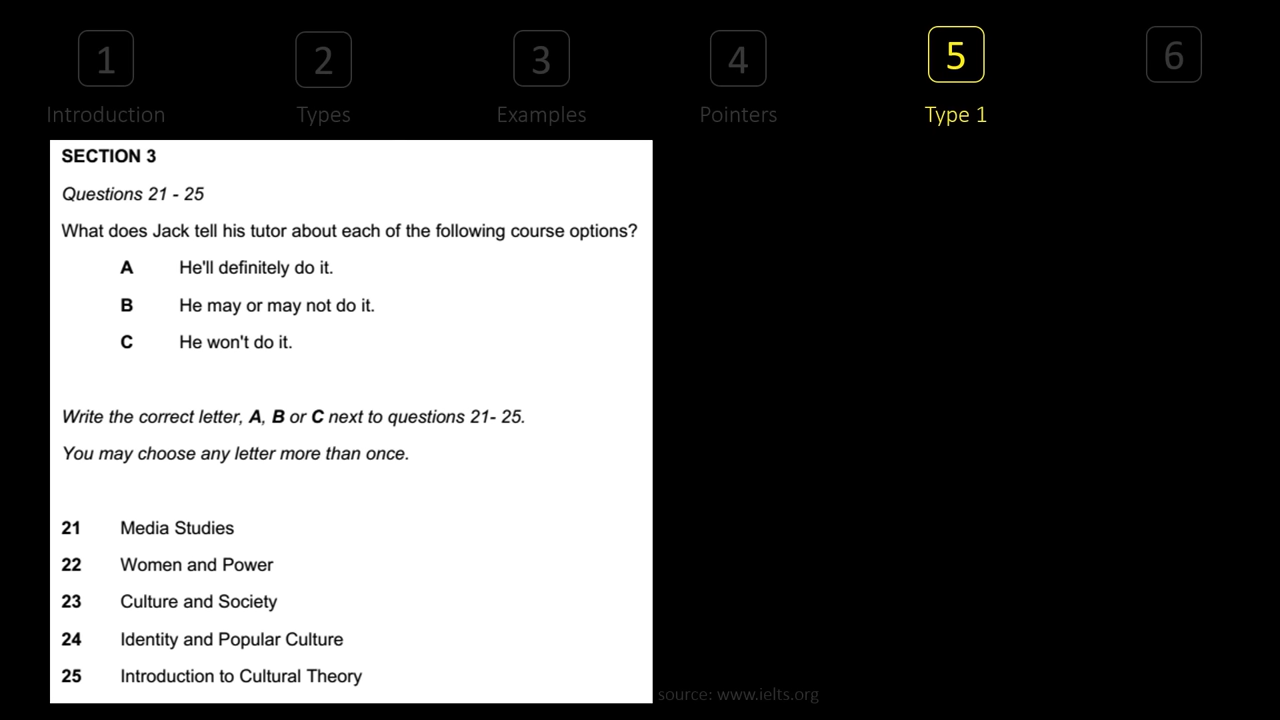 1 2 3 4 5 6
Introduction Types Examples Pointers Type 1
SECTION 3
Questions 21 - 25
What does Jack tell his tutor about each of the following course options?
A He'll definitely do it.
B He may or may not do it.
C He won't do it.
Write the correct letter, A, B or C next to questions 21- 25.
You may choose any letter more than once.
21 Media Studies
22 Women and Power
23 Culture and Society
24 Identity and Popular Culture
25 Introduction to Cultural Theory
source: www.ielts.org